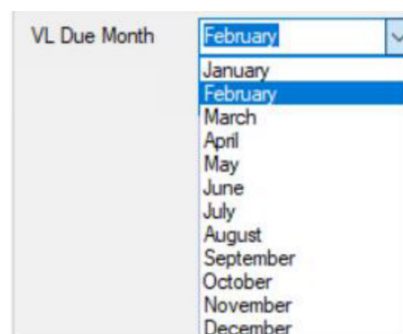 VL Due Month February
January
February
March
April
May
June
July
August
September
October
November
December